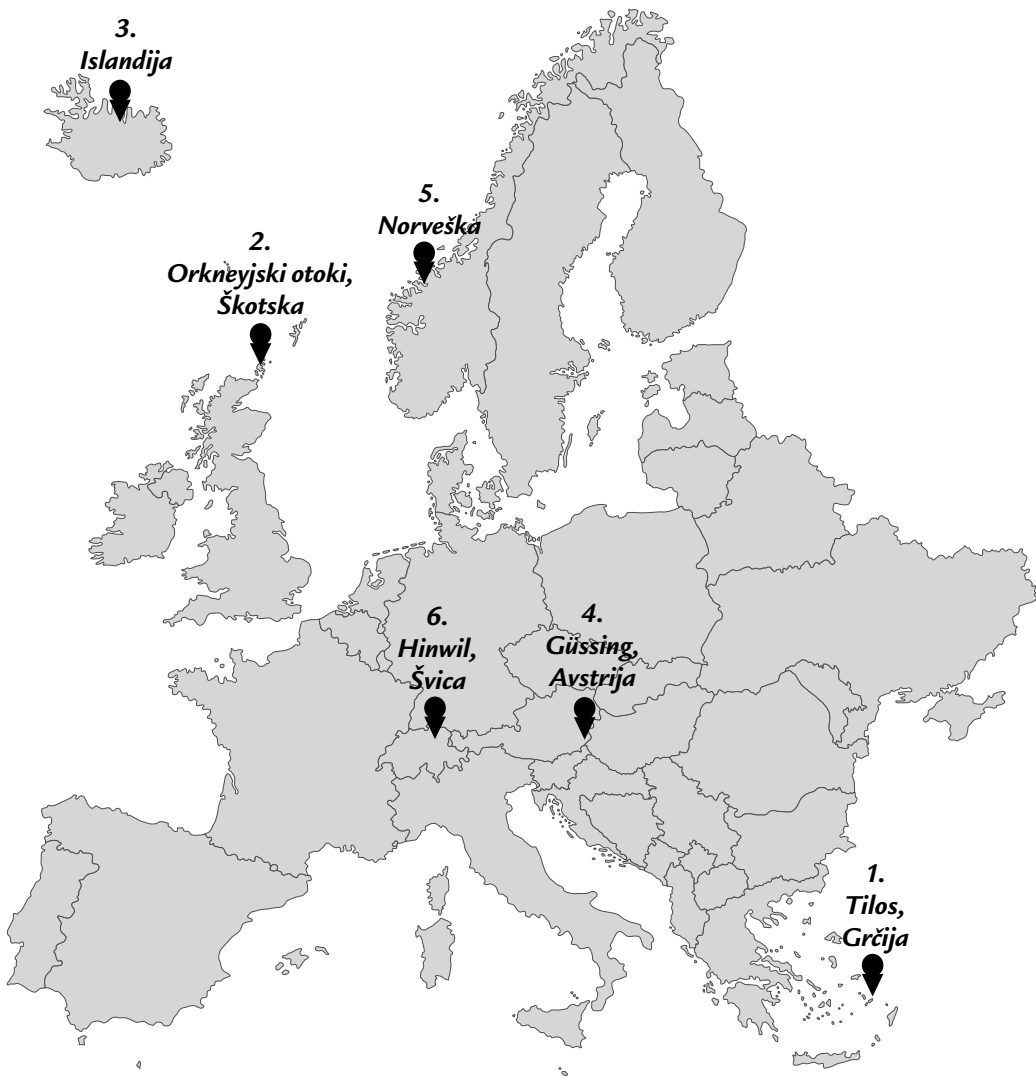 3.
Islandija
5.
Norveška
2.
Orkneyjski otoki,
Škotska
6.
Hinwil,
Švica
4.
Güssing,
Avstrija
1.
Tilos,
Grčija